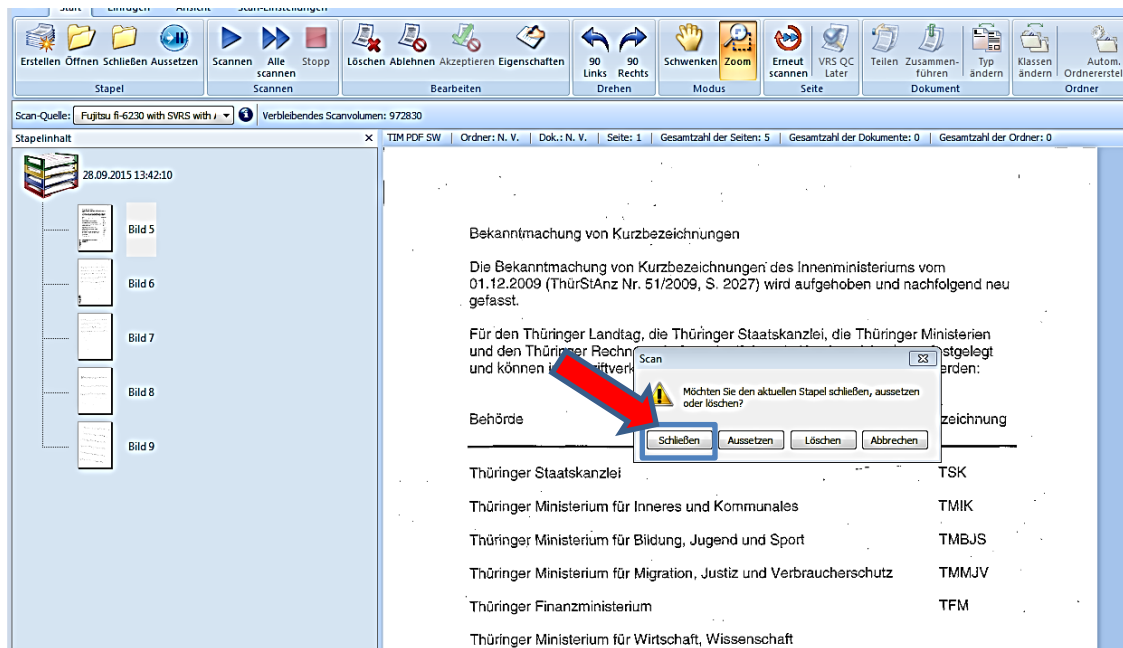 Start Einfügen Ansicht Scan-Einstellungen
Erstellen Öffnen Schließen Aussetzen
Stapel
Scannen Alle scannen Stopp
Scannen
Löschen Ablehnen Akzeptieren Eigenschaften
Bearbeiten
90 Links 90 Rechts
Drehen
Schwenken Zoom
Modus
Erneut scannen VRS QC Later
Seite
Teilen Zusammen- führen Typ ändern
Dokument
Klassen ändern Autom.
Ordner
Scan-Quelle: Fujitsu fi-6230 with SVRS with Verbleibendes Scanvolumen: 972830
Stapelinhalt
TIM PDF SW | Ordner: N. V. | Dok.: N. V. | Seite: 1 | Gesamtzahl der Seiten: 5 | Gesamtzahl der Dokumente: 0 | Gesamtzahl der Ordner: 0
28.09.2015 13:42:10
Bild 5
Bild 6
Bild 7
Bild 8
Bild 9
Bekanntmachung von Kurzbezeichnungen
Die Bekanntmachung von Kurzbezeichnungen des Innenministeriums vom
01.12.2009 (ThürStAnz Nr. 51/2009, S. 2027) wird aufgehoben und nachfolgend neu
gefasst.
Für den Thüringer Landtag, die Thüringer Staatskanzlei, die Thüringer Ministerien
und den Thüringer
und können
Scan
Möchten Sie den aktuellen Stapel schließen, aussetzen
oder löschen?
Schließen Aussetzen Löschen Abbrechen
Behörde
Thüringer Staatskanzlei TSK
Thüringer Ministerium für Inneres und Kommunales TMIK
Thüringer Ministerium für Bildung, Jugend und Sport TMBJS
Thüringer Ministerium für Migration, Justiz und Verbraucherschutz TMMJV
Thüringer Finanzministerium TFM
Thüringer Ministerium für Wirtschaft, Wissenschaft